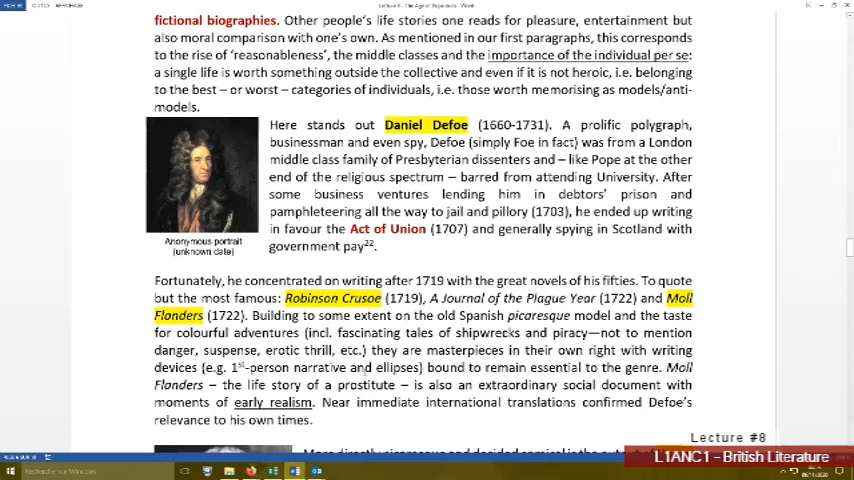 FICHIER OUTILS AFFICHAGE
fictional biographies. Other people's life stories one reads for pleasure, entertainment but
also moral comparison with one's own. As mentioned in our first paragraphs, this corresponds
to the rise of 'reasonableness', the middle classes and the importance of the individual per se:
a single life is worth something outside the collective and even if it is not heroic, i.e. belonging
to the best – or worst – categories of individuals, i.e. those worth memorising as models/anti-
models.
Here stands out Daniel Defoe (1660-1731). A prolific polygraph,
businessman and even spy, Defoe (simply Foe in fact) was from a London
middle class family of Presbyterian dissenters and – like Pope at the other
end of the religious spectrum – barred from attending University. After
some business ventures lending him in debtors' prison and
pamphleteering all the way to jail and pillory (1703), he ended up writing
in favour the Act of Union (1707) and generally spying in Scotland with
government pay22.
Anonymous portrait
(unknown date)
Fortunately, he concentrated on writing after 1719 with the great novels of his fifties. To quote
but the most famous: Robinson Crusoe (1719), A Journal of the Plague Year (1722) and Moll
Flanders (1722). Building to some extent on the old Spanish picaresque model and the taste
for colourful adventures (incl. fascinating tales of shipwrecks and piracy—not to mention
danger, suspense, erotic thrill, etc.) they are masterpieces in their own right with writing
devices (e.g. 1st-person narrative and ellipses) bound to remain essential to the genre. Moll
Flanders – the life story of a prostitute – is also an extraordinary social document with
moments of early realism. Near immediate international translations confirmed Defoe's
relevance to his own times.
Lecture #8
L1ANC1 – British Literature
Rechercher sur Windows